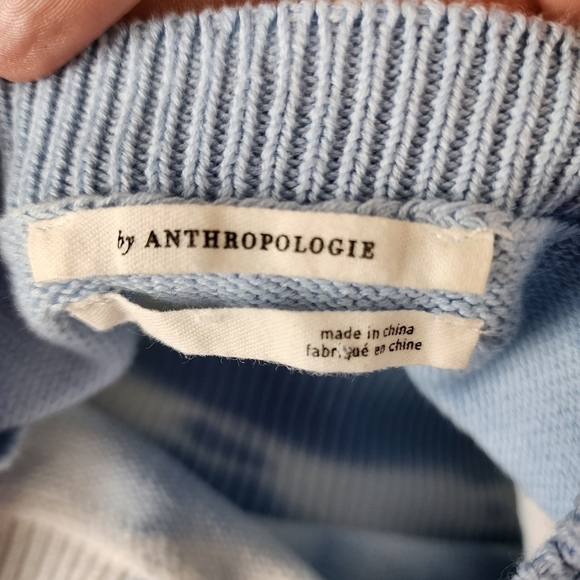 by ANTHROPOLOGIE
made in china
fabriqué en chine